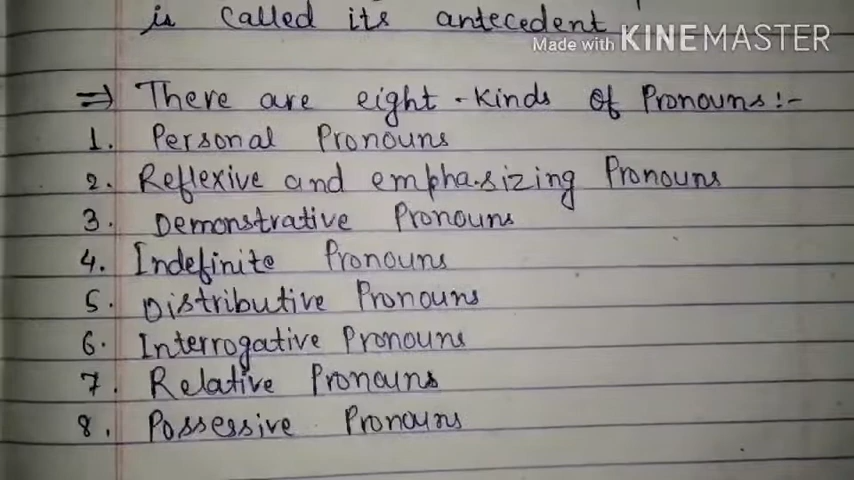 is called its antecedent
Made with KINEMASTER
⇒ There are eight - kinds of Pronouns :-
1. Personal Pronouns
2. Reflexive and emphasizing Pronouns
3. Demonstrative Pronouns
4. Indefinite Pronouns
5. Distributive Pronouns
6. Interrogative Pronouns
7. Relative Pronouns
8. Possessive Pronouns